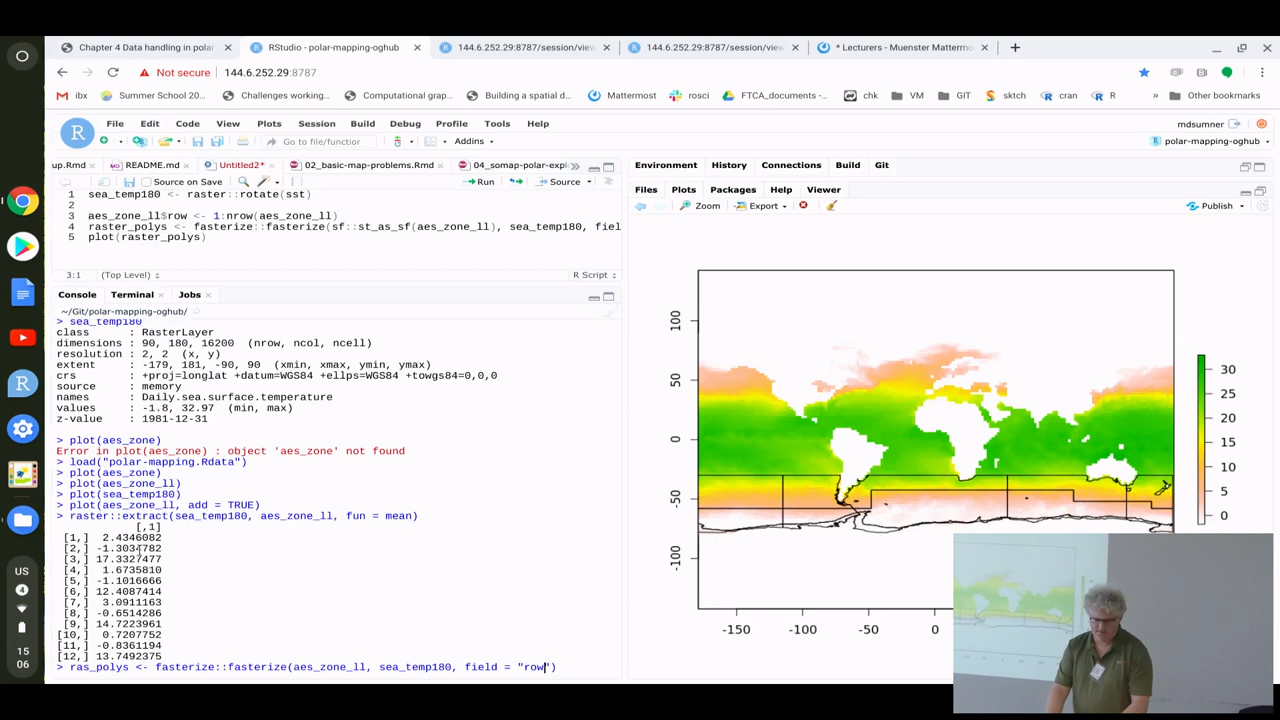 Chapter 4 Data handling in polar
RStudio - polar-mapping-oghub
144.6.252.29:8787/session/view
144.6.252.29:8787/session/view
* Lecturers - Muenster Mattermo
Not secure
144.6.252.29:8787
ibx
Summer School 20...
Challenges working...
Computational grap...
Building a spatial d...
Mattermost
rosci
FTCA_documents -...
chk
VM
GIT
sktch
cran
R
»
Other bookmarks
File Edit Code View Plots Session Build Debug Profile Tools Help
mdsumner
Go to file/function
Addins
polar-mapping-oghub
up.Rmd
README.md
Untitled2*
02_basic-map-problems.Rmd
04_somap-polar-expl
Source on Save
Run
Source
1 sea_temp180 <- raster::rotate(sst)
2
3 aes_zone_ll$row <- 1:nrow(aes_zone_ll)
4 raster_polys <- fasterize::fasterize(sf::st_as_sf(aes_zone_ll), sea_temp180, fiel
5 plot(raster_polys)
3:1 (Top Level)
R Script
Console Terminal Jobs
~/Git/polar-mapping-oghub/
> sea_temp180
class : RasterLayer
dimensions : 90, 180, 16200 (nrow, ncol, ncell)
resolution : 2, 2 (x, y)
extent : -179, 181, -90, 90 (xmin, xmax, ymin, ymax)
crs : +proj=longlat +datum=WGS84 +ellps=WGS84 +towgs84=0,0,0
source : memory
names : Daily.sea.surface.temperature
values : -1.8, 32.97 (min, max)
z-value : 1981-12-31
> plot(aes_zone)
Error in plot(aes_zone) : object 'aes_zone' not found
> load("polar-mapping.Rdata")
> plot(aes_zone)
> plot(aes_zone_ll)
> plot(sea_temp180)
> plot(aes_zone_ll, add = TRUE)
> raster::extract(sea_temp180, aes_zone_ll, fun = mean)
[,1]
[1,] 2.4346082
[2,] -1.3034782
[3,] 17.3327477
[4,] 1.6735810
[5,] -1.1016666
[6,] 12.4087414
[7,] 3.0911163
[8,] -0.6514286
[9,] 14.7223961
[10,] 0.7207752
[11,] -0.8361194
[12,] 13.7492375
> ras_polys <- fasterize::fasterize(aes_zone_ll, sea_temp180, field = "row")
Environment History Connections Build Git
Files Plots Packages Help Viewer
Zoom
Export
Publish
100
50
0
-50
-100
-150
-100
-50
0
30
25
20
15
10
5
0
US
4
15
06